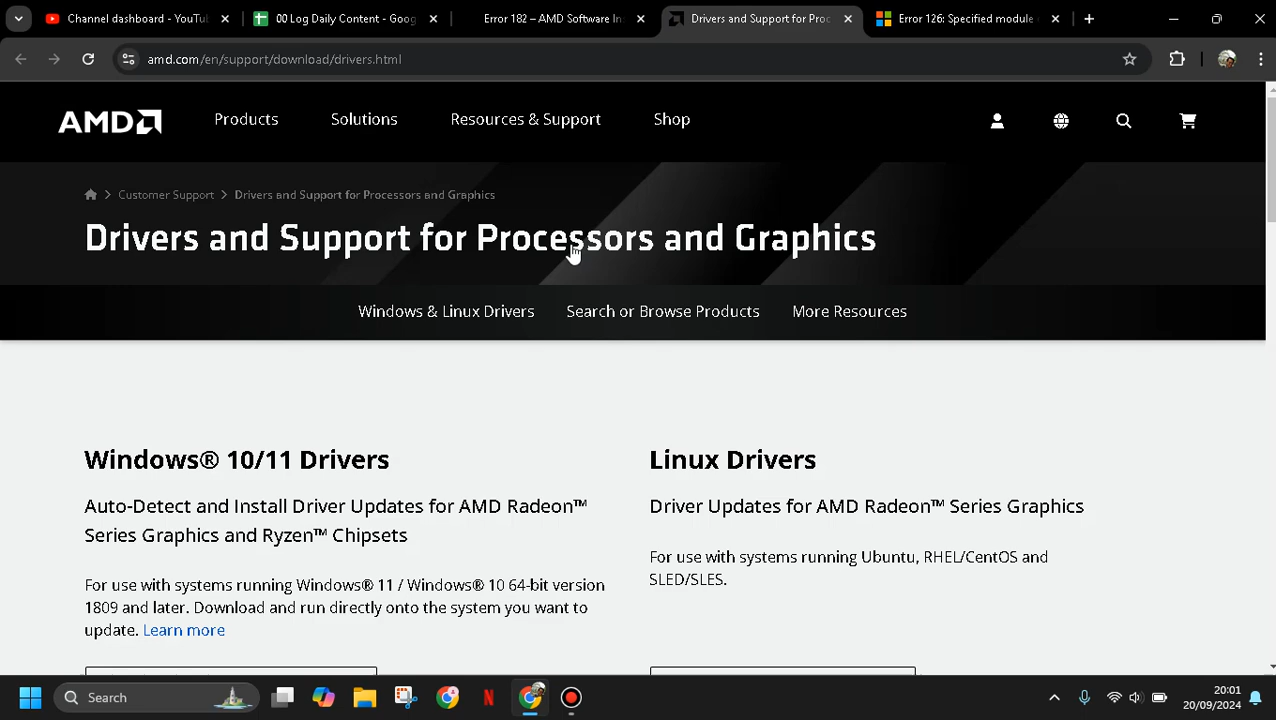 Channel dashboard - YouTu
00 Log Daily Content - Goog
Error 182 – AMD Software In
Drivers and Support for Proc
Error 126: Specified module
amd.com/en/support/download/drivers.html
AMD
Products
Solutions
Resources & Support
Shop
Customer Support
Drivers and Support for Processors and Graphics
Drivers and Support for Processors and Graphics
Windows & Linux Drivers
Search or Browse Products
More Resources
Windows® 10/11 Drivers
Auto-Detect and Install Driver Updates for AMD Radeon™
Series Graphics and Ryzen™ Chipsets
For use with systems running Windows® 11 / Windows® 10 64-bit version
1809 and later. Download and run directly onto the system you want to
update. Learn more
Linux Drivers
Driver Updates for AMD Radeon™ Series Graphics
For use with systems running Ubuntu, RHEL/CentOS and
SLED/SLES.
Search
20:01
20/09/2024